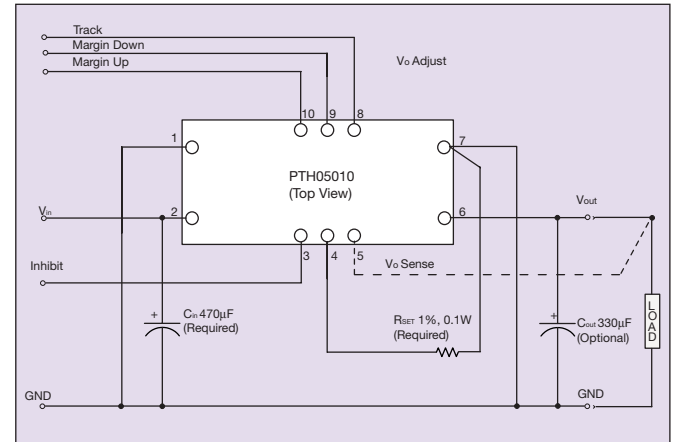 Track
Margin Down
Margin Up
Vo Adjust
10 9 8
1
7
PTH05010
(Top View)
Vin
2
6
Vout
3 4 5
Inhibit
Vo Sense
+
Cin 470µF
(Required)
RSET 1%, 0.1W
(Required)
+
Cout 330µF
(Optional)
LOAD
GND
GND